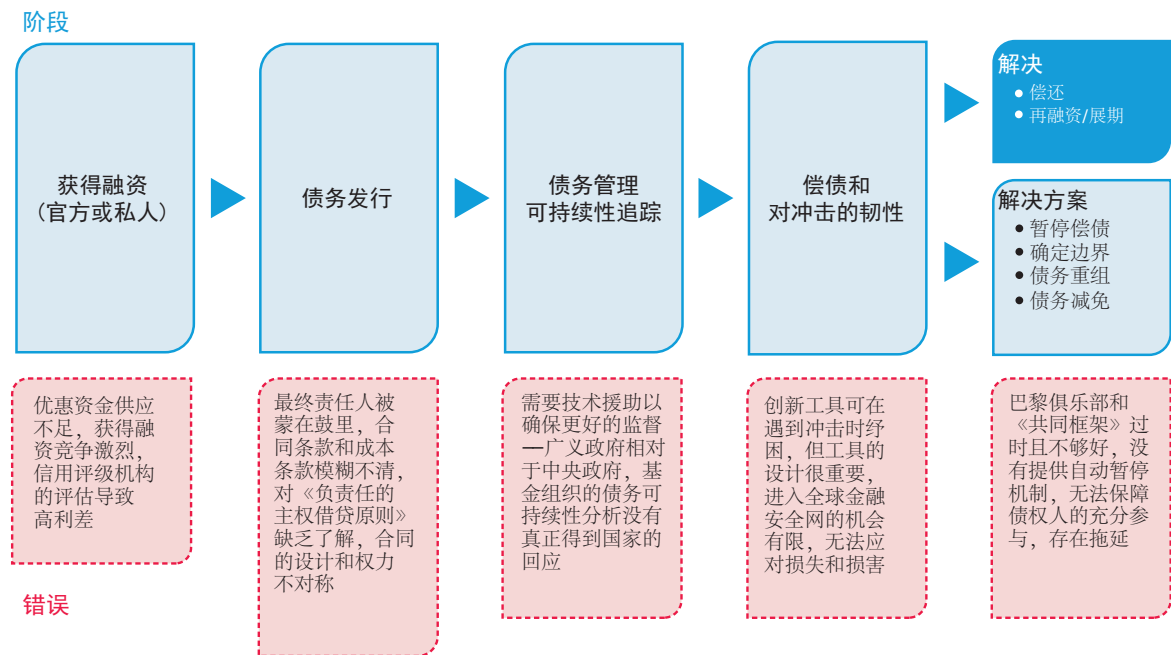 阶段
获得融资
（官方或私人）
债务发行
债务管理
可持续性追踪
偿债和
对冲击的韧性
解决
• 偿还
• 再融资/展期
解决方案
• 暂停偿债
• 确定边界
• 债务重组
• 债务减免
优惠资金供应
不足，获得融
资竞争激烈，
信用评级机构
的评估导致
高利差
最终责任人被
蒙在鼓里，合
同条款和成本
条款模糊不清，
对《负责任的
主权借贷原则》
缺乏了解，合同
的设计和权力
不对称
需要技术援助以
确保更好的监督
—广义政府相对
于中央政府，基
金组织的债务可
持续性分析没有
真正得到国家的
回应
创新工具可在
遇到冲击时纾
困，但工具的
设计很重要，
进入全球金融
安全网的机会
有限，无法应
对损失和损害
巴黎俱乐部和
《共同框架》过
时且不够好，没
有提供自动暂停
机制，无法保障
债权人的充分参
与，存在拖延
错误